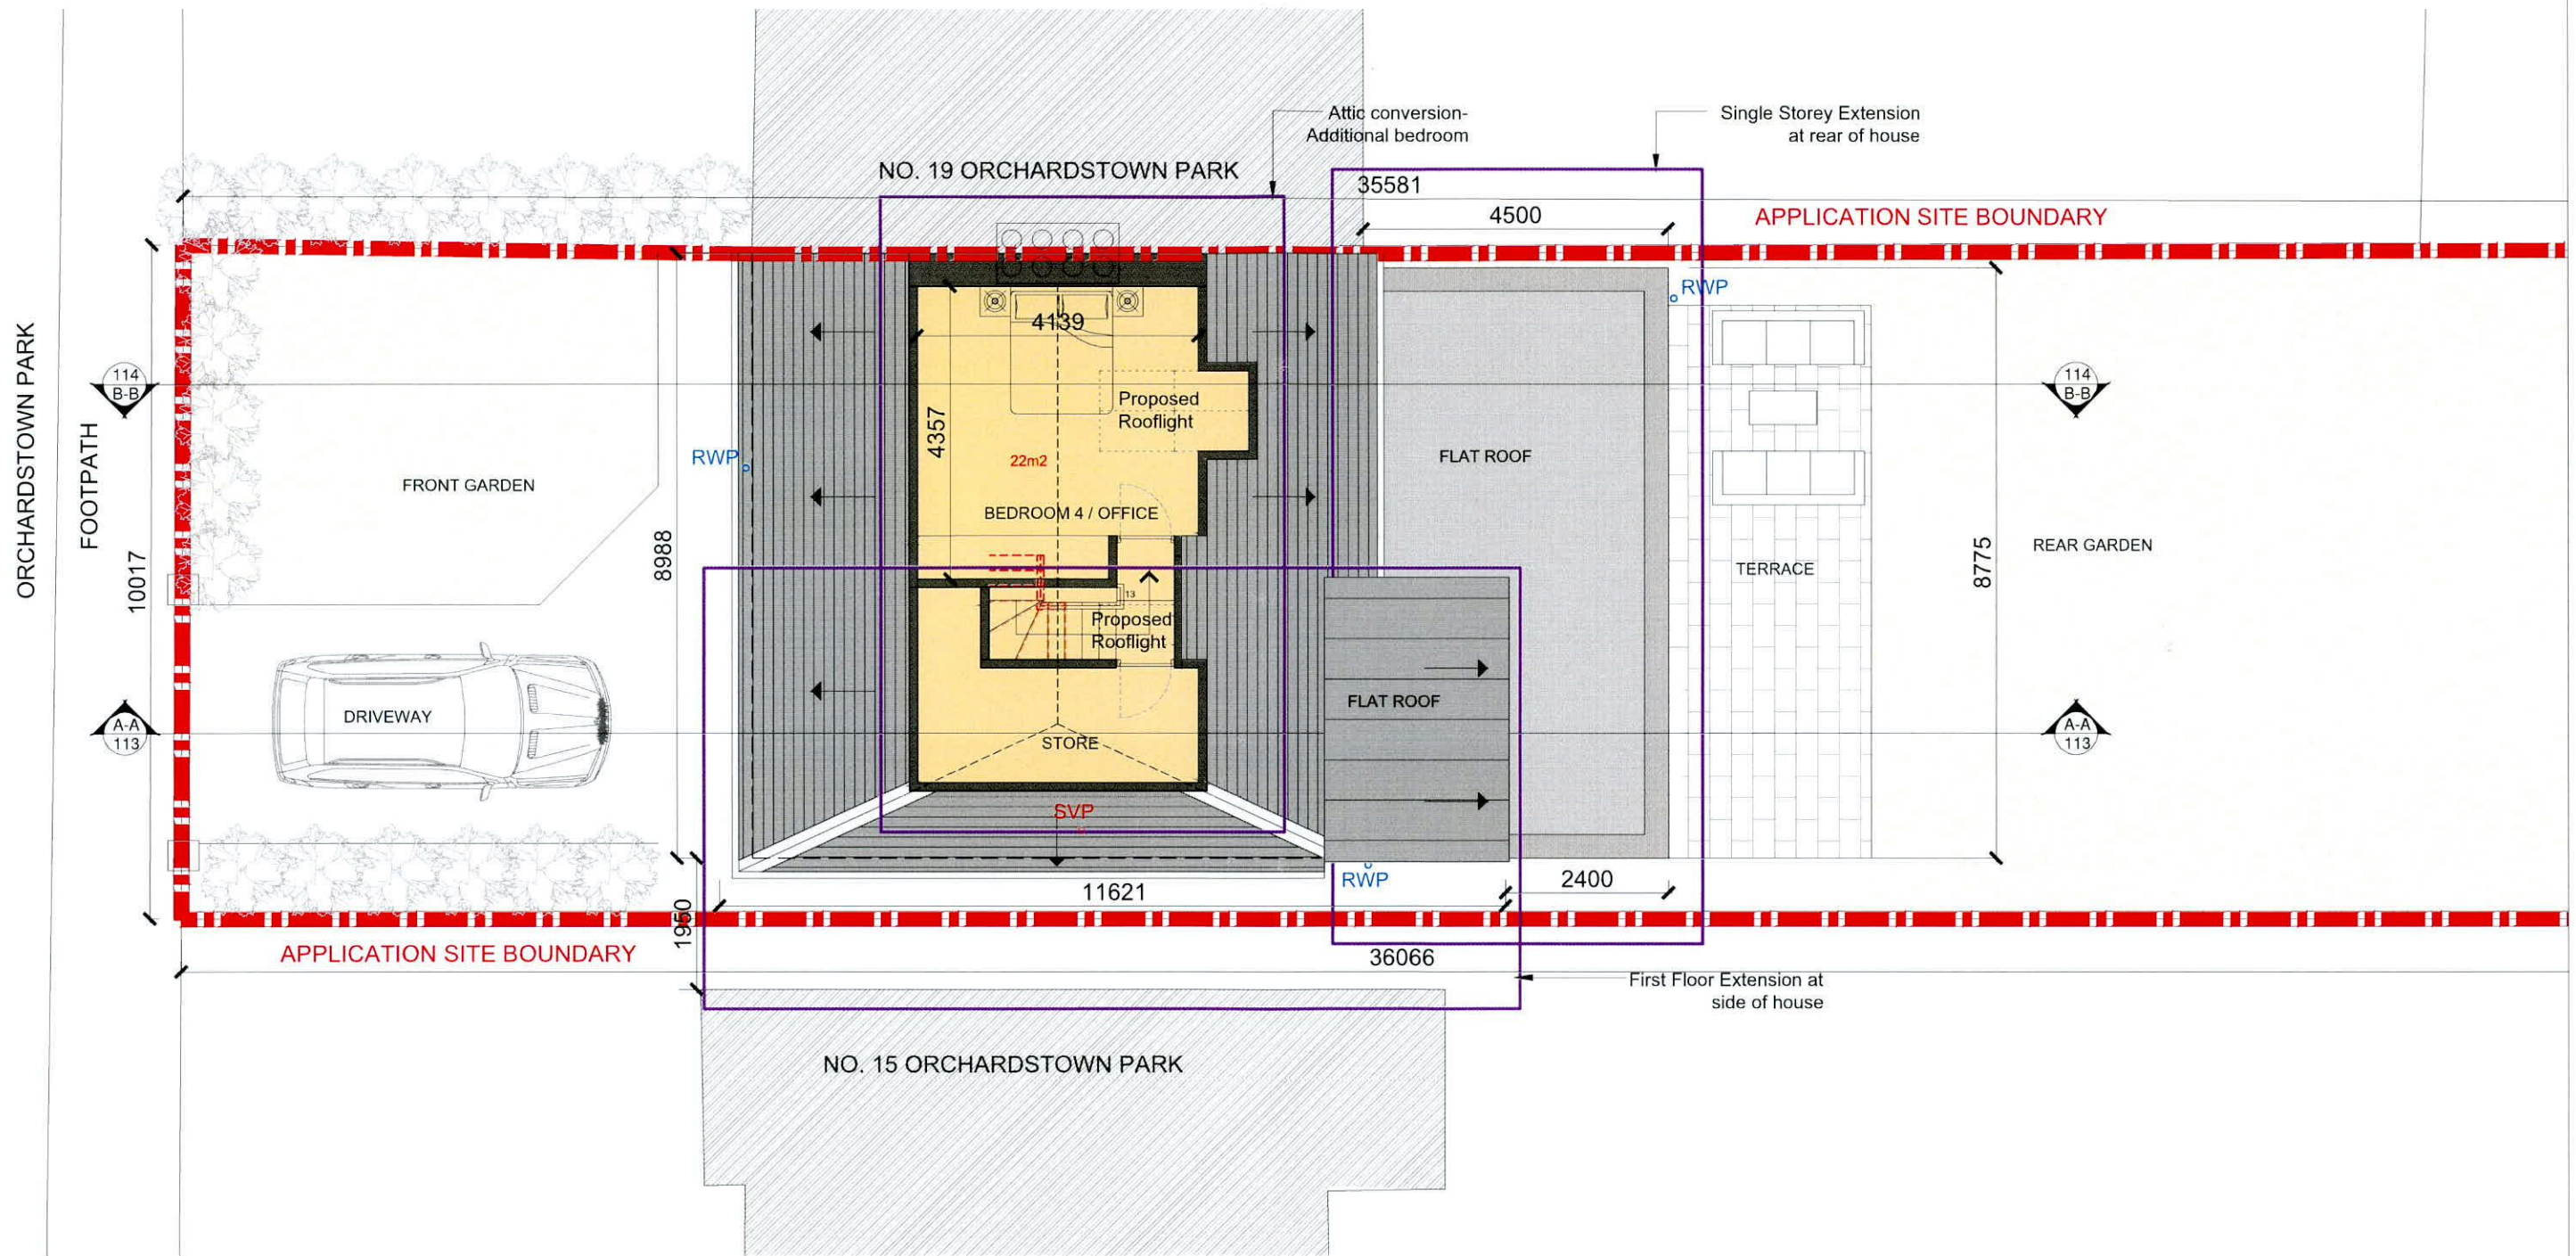 Attic conversion-
Additional bedroom
Single Storey Extension
at rear of house
NO. 19 ORCHARDSTOWN PARK
35581
4500
APPLICATION SITE BOUNDARY
RWP
4139
ORCHARDSTOWN PARK
FOOTPATH
114
B-B
114
B-B
Proposed
Rooflight
4357
22m2
RWP
FLAT ROOF
FRONT GARDEN
BEDROOM 4 / OFFICE
8988
10017
8775
REAR GARDEN
TERRACE
13
Proposed
Rooflight
FLAT ROOF
DRIVEWAY
A-A
113
A-A
113
STORE
SVP
RWP
2400
11621
1950
APPLICATION SITE BOUNDARY
36066
First Floor Extension at
side of house
NO. 15 ORCHARDSTOWN PARK